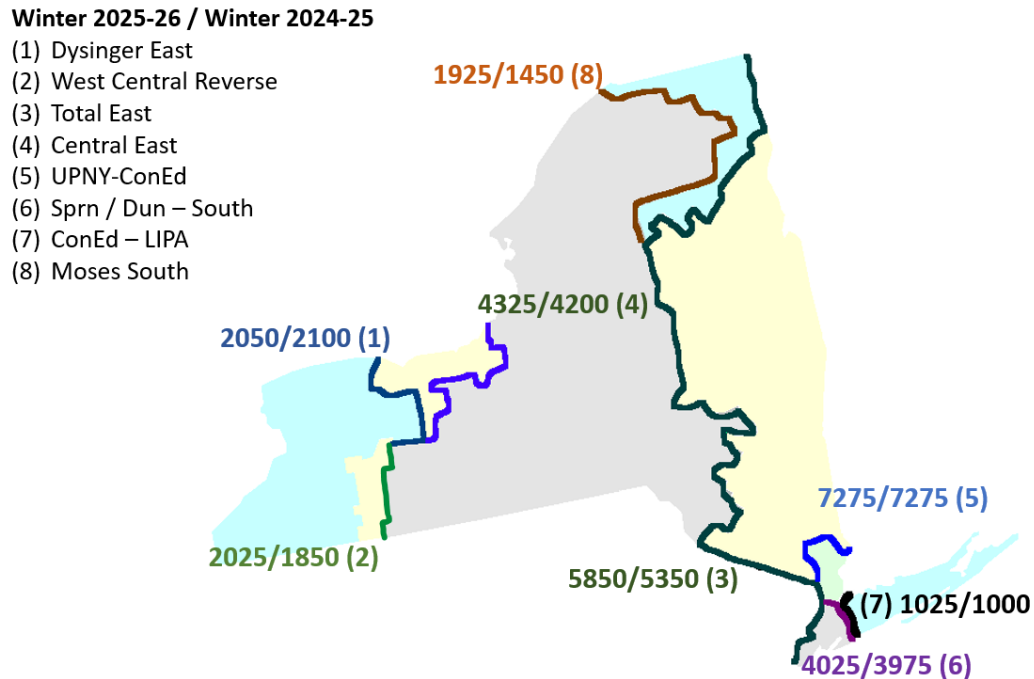 Winter 2025-26 / Winter 2024-25
(1) Dysinger East
(2) West Central Reverse
(3) Total East
(4) Central East
(5) UPNY-ConEd
(6) Sprn / Dun – South
(7) ConEd – LIPA
(8) Moses South
1925/1450 (8)
4325/4200 (4)
2050/2100 (1)
7275/7275 (5)
2025/1850 (2)
5850/5350 (3)
(7) 1025/1000
4025/3975 (6)